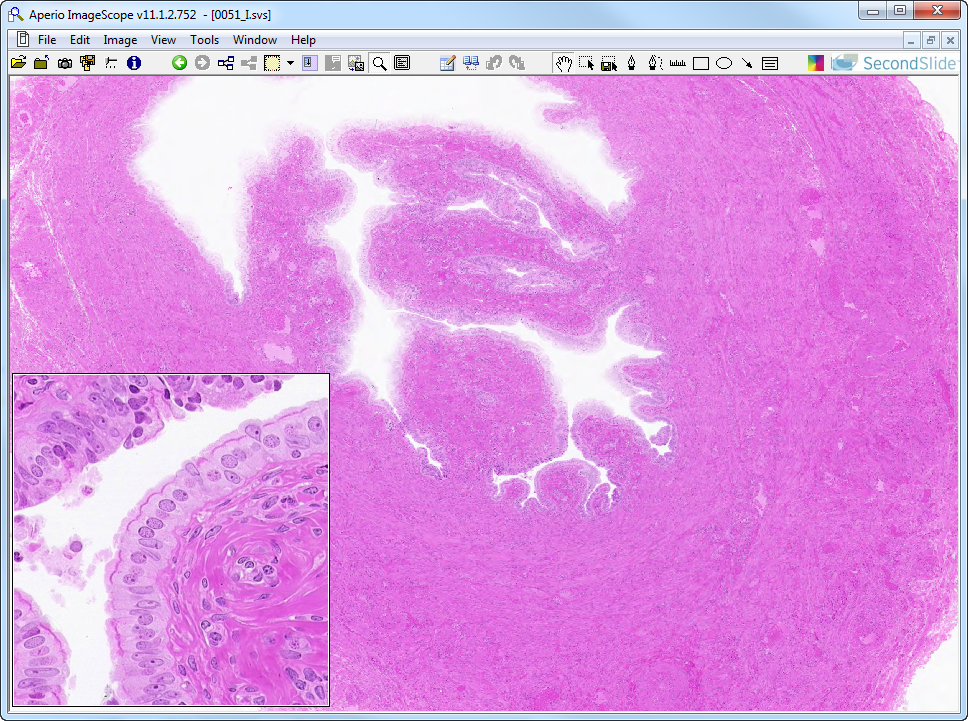 Aperio ImageScope v11.1.2.752 - [0051_I.svs]
File Edit Image View Tools Window Help
SecondSlide